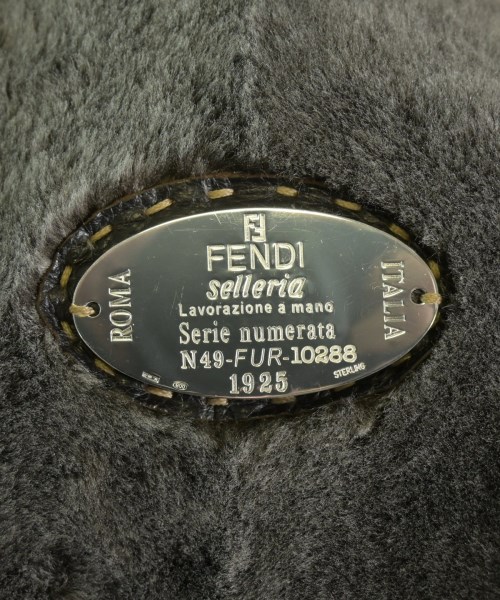 FENDI
selleria
Lavorazione a mano
Serie numerata
N49-FUR-10288
1925
ROMA
ITALIA
STERLING